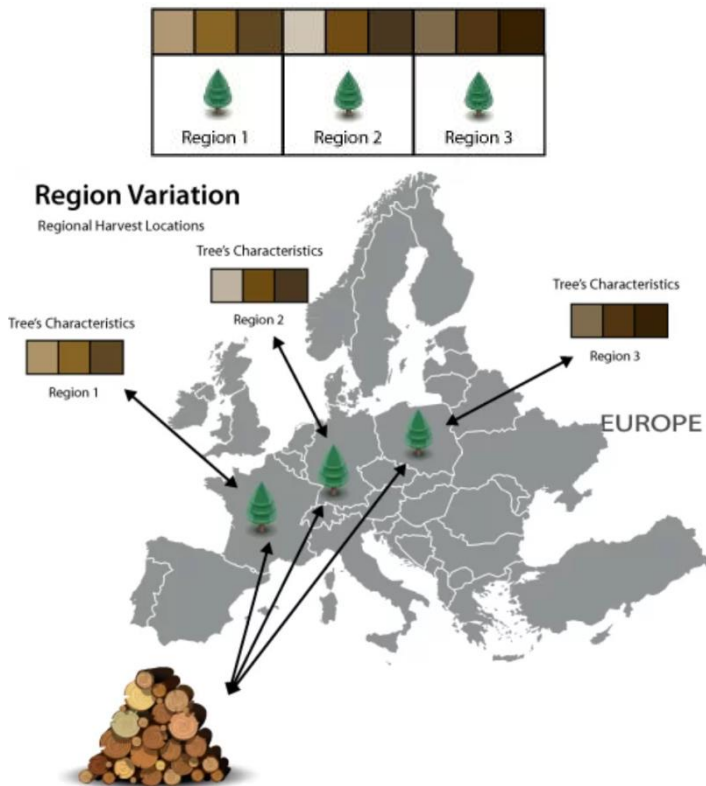 Region 1
Region 2
Region 3
Region Variation
Regional Harvest Locations
Tree's Characteristics
Region 2
Tree's Characteristics
Region 3
Tree's Characteristics
Region 1
EUROPE